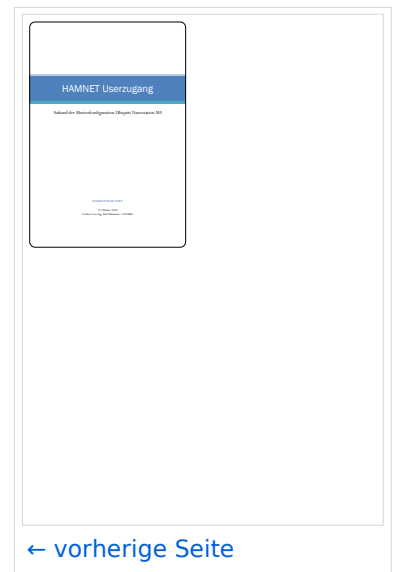 HAMNET Userzugang
Anhand der Musterkonfiguration Ubiquiti Nanostation M5
← vorherige Seite